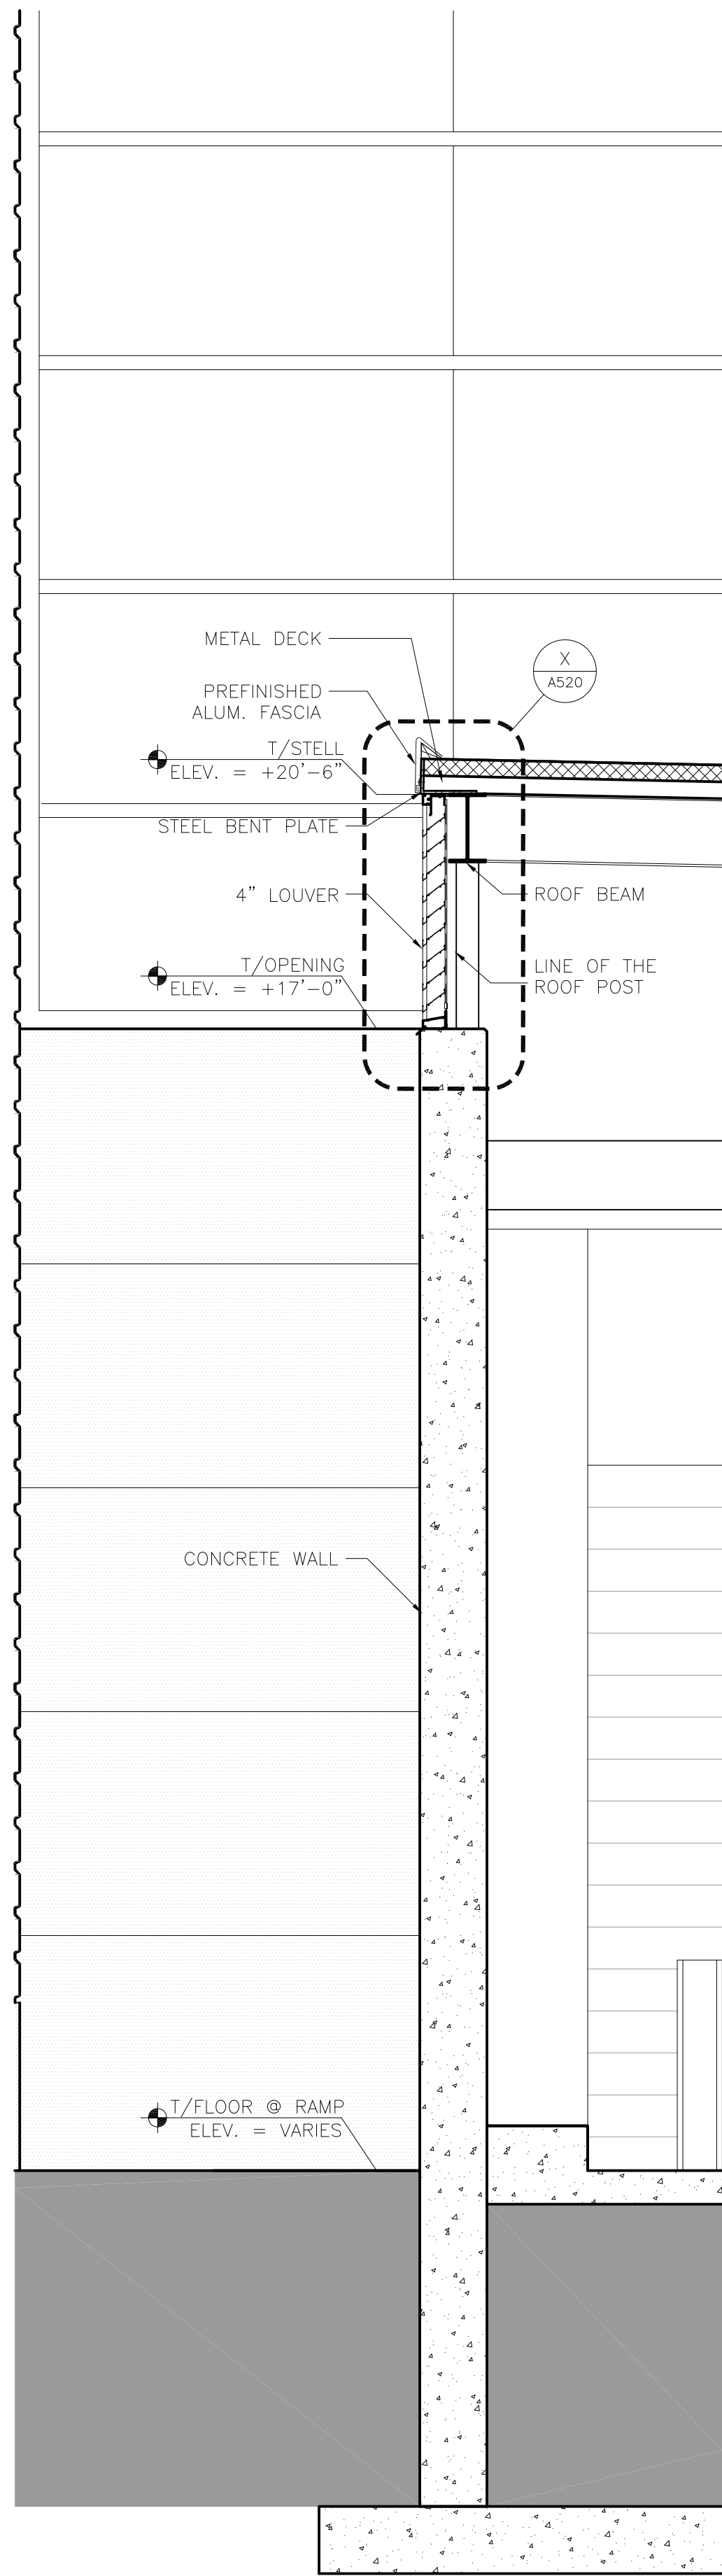 METAL DECK
X
A520
PREFINISHED
ALUM. FASCIA
T/STELL
ELEV. = +20'-6"
STEEL BENT PLATE
4" LOUVER
ROOF BEAM
T/OPENING
ELEV. = +17'-0"
LINE OF THE
ROOF POST
CONCRETE WALL
T/FLOOR @ RAMP
ELEV. = VARIES